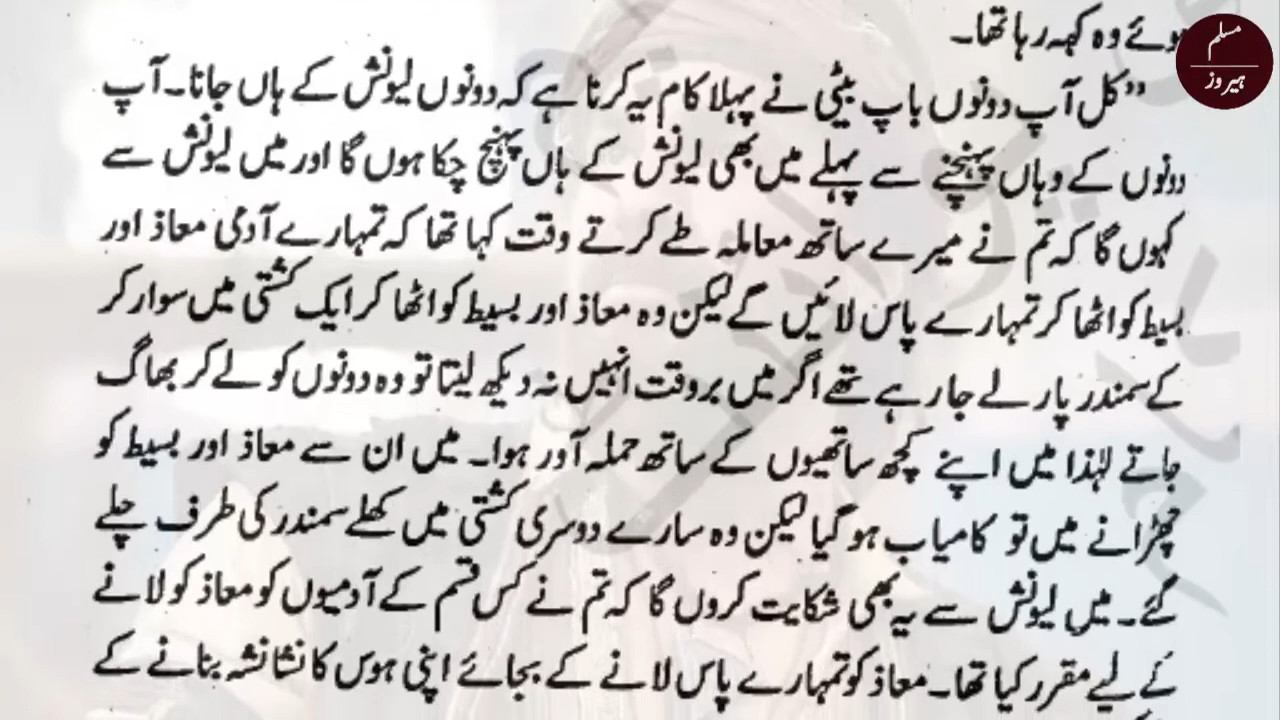 ہوئے وہ کہہ رہا تھا۔
مسلم
ہیروز
”کل آپ دونوں باپ بیٹی نے پہلا کام یہ کرنا ہے کہ دونوں لیونش کے ہاں جانا۔ آپ
دونوں کے وہاں پہنچنے سے پہلے میں بھی لیونش کے ہاں پہنچ چکا ہوں گا اور میں لیونش سے
کہوں گا کہ تم نے میرے ساتھ معاملہ طے کرتے وقت کہا تھا کہ تمہارے آدمی معاذ اور
بسیط کو اٹھا کر تمہارے پاس لائیں گے لیکن وہ معاذ اور بسیط کو اٹھا کر ایک کشتی میں سوار کر
کے سمندر پار لے جا رہے تھے اگر میں بروقت انہیں نہ دیکھ لیتا تو وہ دونوں کو لے کر بھاگ
جاتے لہٰذا میں اپنے کچھ ساتھیوں کے ساتھ حملہ آور ہوا۔ میں ان سے معاذ اور بسیط کو
چھڑانے میں تو کامیاب ہو گیا لیکن وہ سارے دوسری کشتی میں کھلے سمندر کی طرف چلے
گئے۔ میں لیونش سے یہ بھی شکایت کروں گا کہ تم نے کس قسم کے آدمیوں کو معاذ کو لانے
کے لیے مقرر کیا تھا۔ معاذ کو تمہارے پاس لانے کے بجائے اپنی ہوس کا نشانہ بنانے کے